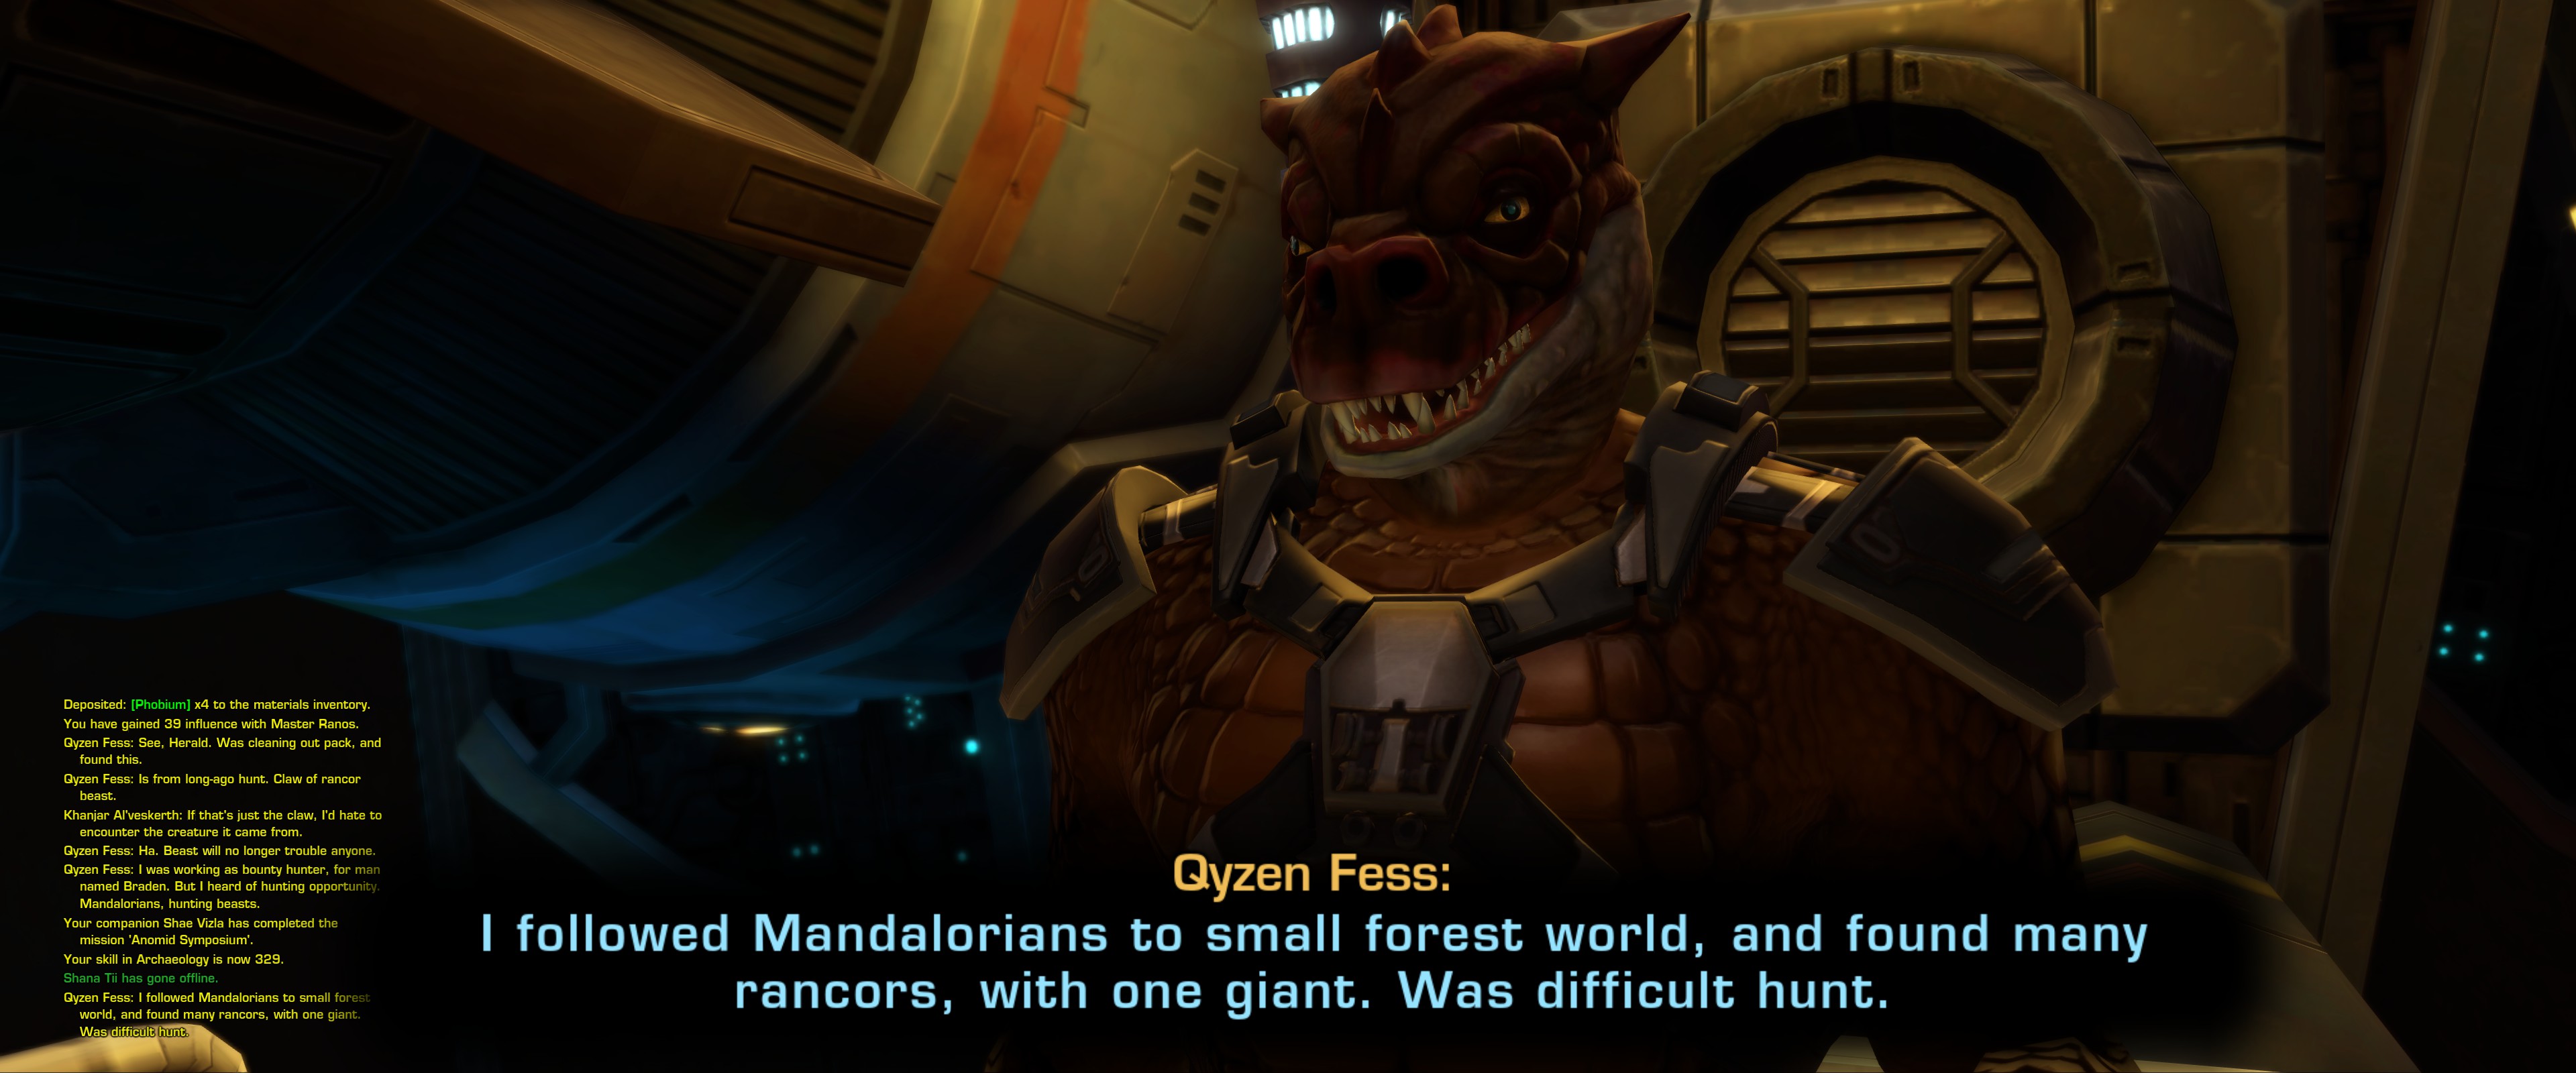 Deposited: [Phobium] x4 to the materials inventory.
You have gained 39 influence with Master Ranos.
Qyzen Fess: See, Herald. Was cleaning out pack, and
found this.
Qyzen Fess: Is from long-ago hunt. Claw of rancor
beast.
Khanjar Al'veskerth: If that's just the claw, I'd hate to
encounter the creature it came from.
Qyzen Fess: Ha. Beast will no longer trouble anyone.
Qyzen Fess: I was working as bounty hunter, for man
named Braden. But I heard of hunting opportunity.
Mandalorians, hunting beasts.
Your companion Shae Vizla has completed the
mission 'Anomid Symposium'.
Your skill in Archaeology is now 329.
Shana Tii has gone offline.
Qyzen Fess: I followed Mandalorians to small forest
world, and found many rancors, with one giant.
Was difficult hunt.
Qyzen Fess:
I followed Mandalorians to small forest world, and found many
rancors, with one giant. Was difficult hunt.